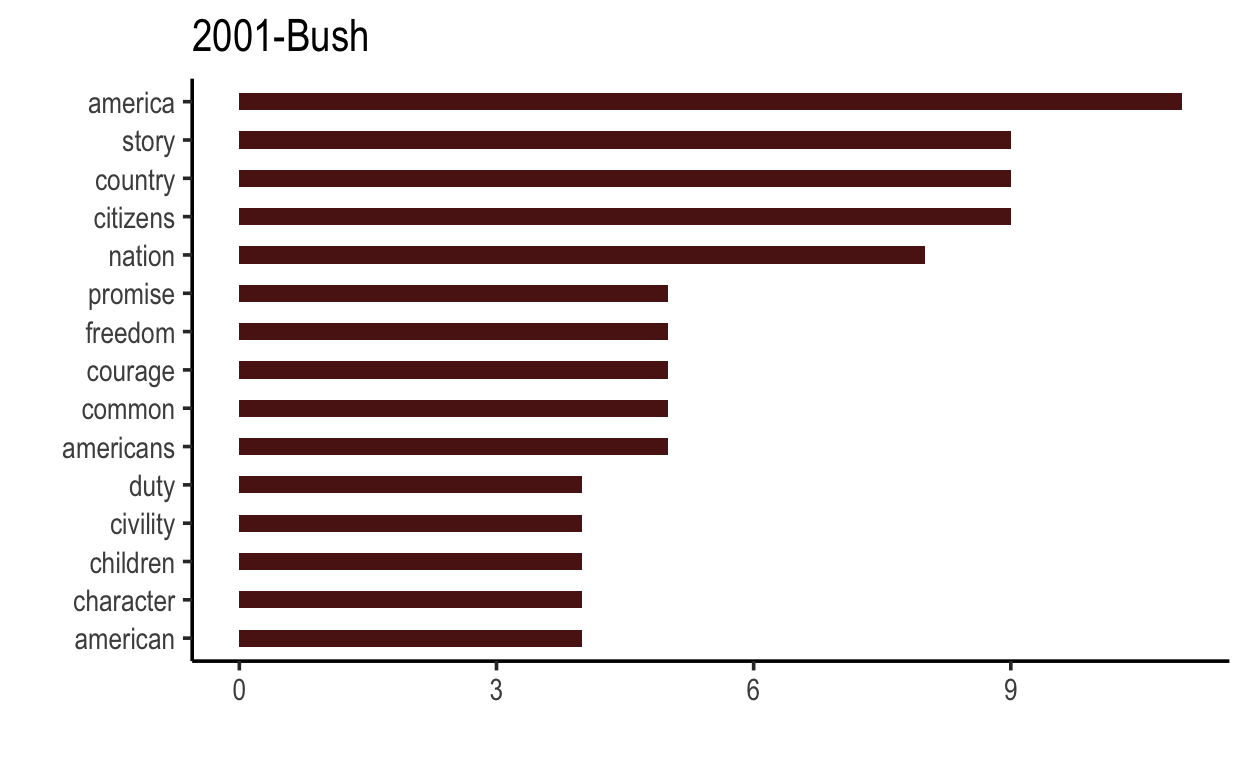 2001-Bush
america
story
country
citizens
nation
promise
freedom
courage
common
americans
duty
civility
children
character
american
0 3 6 9